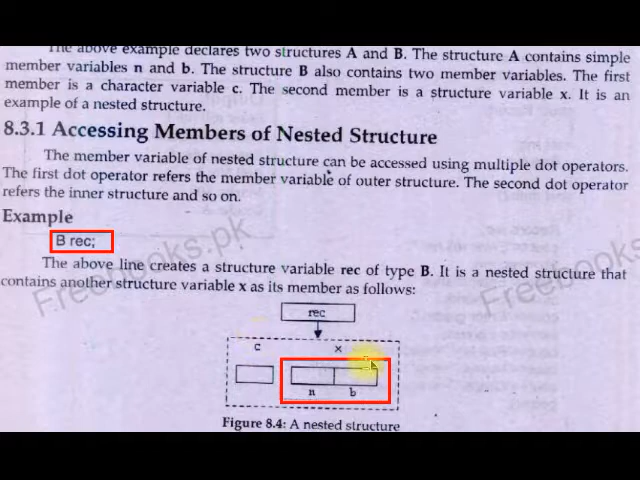 The above example declares two structures A and B. The structure A contains simple
member variables n and b. The structure B also contains two member variables. The first
member is a character variable c. The second member is a structure variable x. It is an
example of a nested structure.
8.3.1 Accessing Members of Nested Structure
The member variable of nested structure can be accessed using multiple dot operators.
The first dot operator refers the member variable of outer structure. The second dot operator
refers the inner structure and so on.
Example
B rec;
The above line creates a structure variable rec of type B. It is a nested structure that
contains another structure variable x as its member as follows:
Freebooks.pk
Freebooks
rec
c x
n b
Figure 8.4: A nested structure